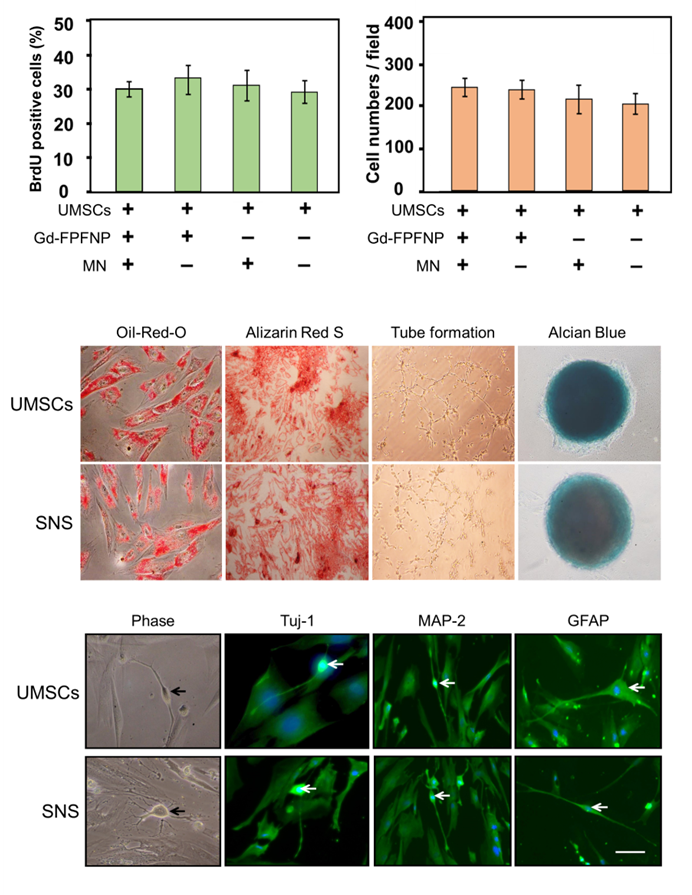 BrdU positive cells (%)
50
40
30
20
10
0
UMSCs + + + +
Gd-FPFNP + + − −
MN + − + −
Cell numbers / field
400
300
200
100
0
UMSCs + + + +
Gd-FPFNP + + − −
MN + − + −
Oil-Red-O Alizarin Red S Tube formation Alcian Blue
UMSCs
SNS
Phase Tuj-1 MAP-2 GFAP
UMSCs
SNS